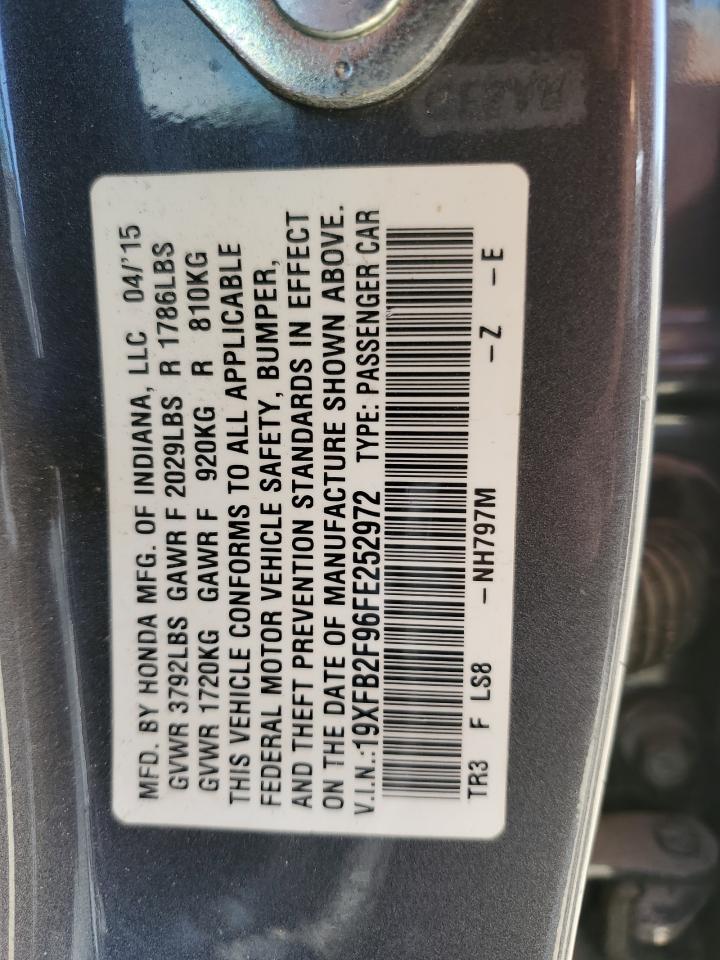 MFD. BY HONDA MFG. OF INDIANA, LLC 04/'15
GVWR 3792LBS GAWR F 2029LBS R 1786LBS
GVWR 1720KG GAWR F 920KG R 810KG
THIS VEHICLE CONFORMS TO ALL APPLICABLE
FEDERAL MOTOR VEHICLE SAFETY, BUMPER,
AND THEFT PREVENTION STANDARDS IN EFFECT
ON THE DATE OF MANUFACTURE SHOWN ABOVE.
V.I.N.:19XFB2F96FE252972 TYPE: PASSENGER CAR
TR3 F LS8 -NH797M -Z -E